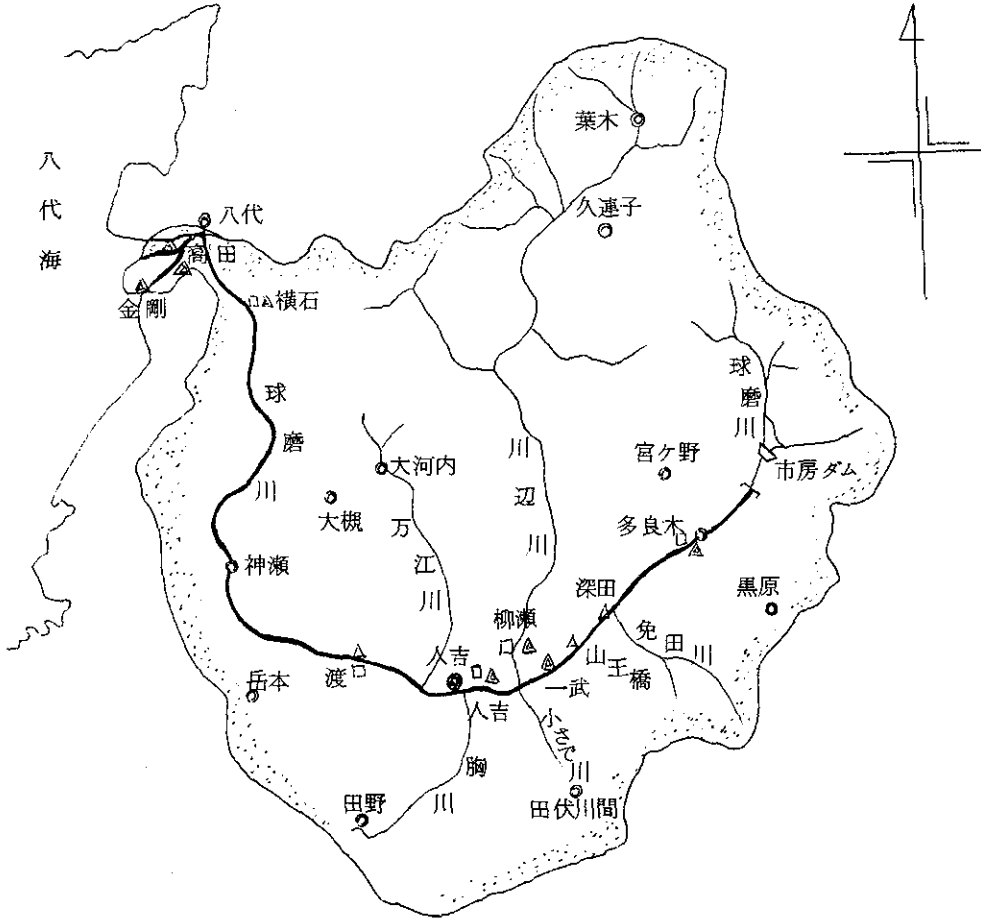 葉木
久連子
八代海
八代
高田
金剛
横石
球磨川
球磨川
市房ダム
宮ケ野
大河内
大槻
万江川
川辺川
多良木
神瀬
深田
黒原
柳瀬
免田川
山王橋
一武
人吉
人吉
渡
岳本
胸川
小さで川
田野
田代川間